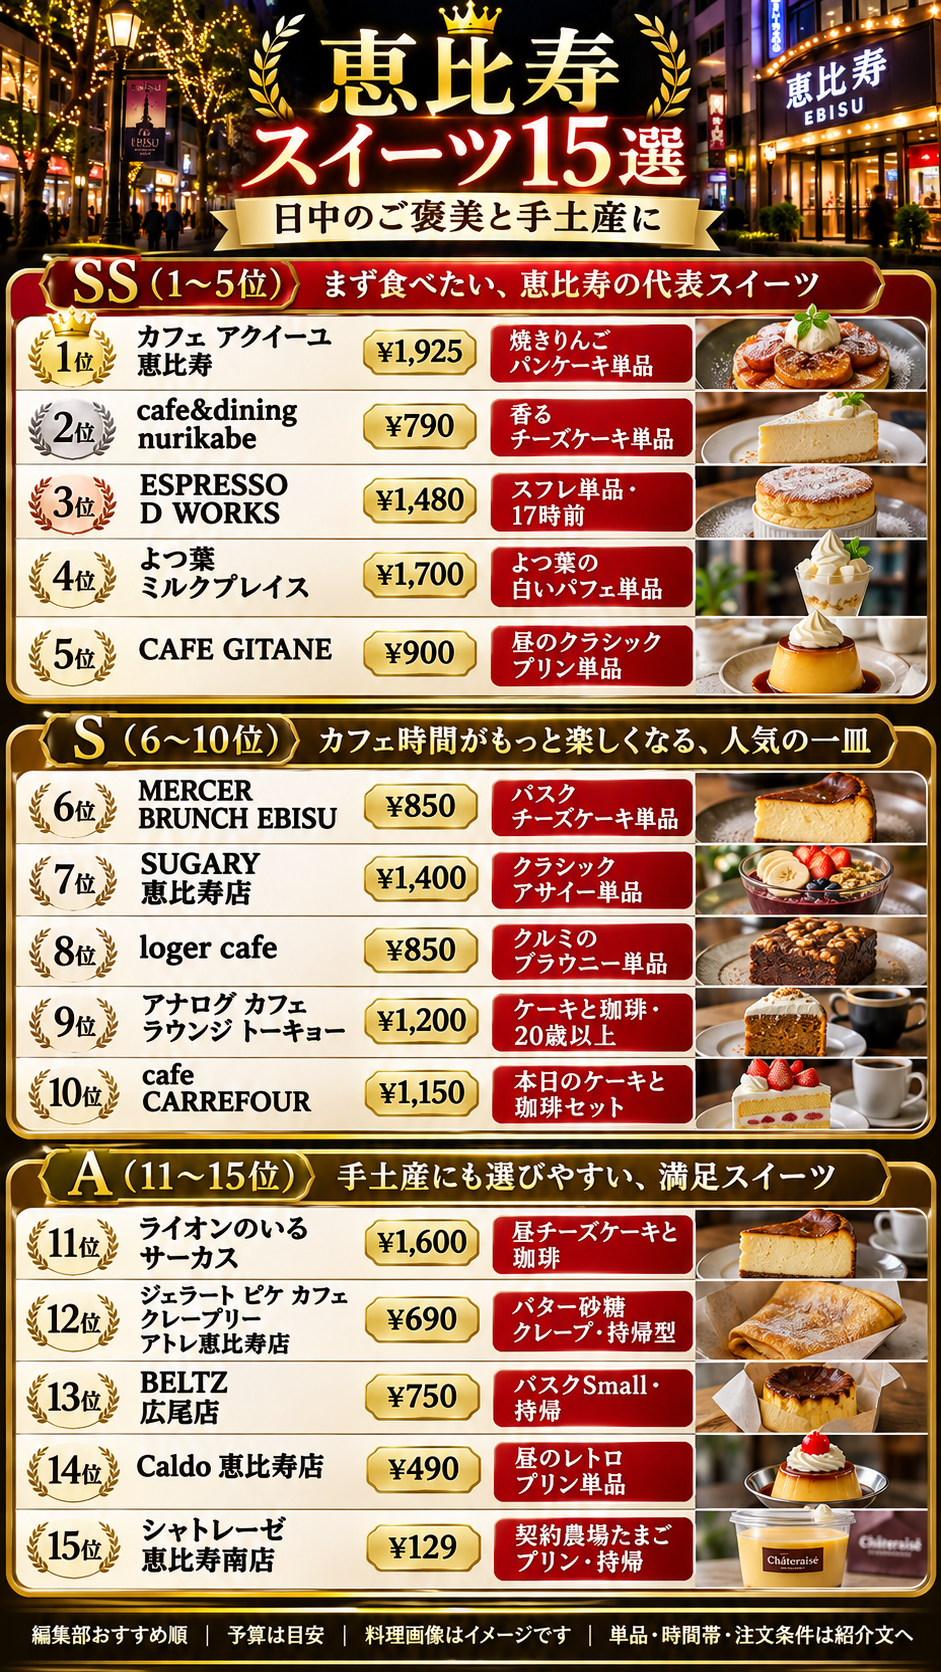 恵比寿
スイーツ15選
日中のご褒美と手土産に
EBISU
恵比寿
EBISU
SS（1〜5位） まず食べたい、恵比寿の代表スイーツ
1位
カフェ アクイーユ
恵比寿
¥1,925
焼きりんご
パンケーキ単品
2位
cafe&dining
nurikabe
¥790
香る
チーズケーキ単品
3位
ESPRESSO
D WORKS
¥1,480
スフレ単品・
17時前
4位
よつ葉
ミルクプレイス
¥1,700
よつ葉の
白いパフェ単品
5位
CAFE GITANE
¥900
昼のクラシック
プリン単品
S（6〜10位） カフェ時間がもっと楽しくなる、人気の一皿
6位
MERCER
BRUNCH EBISU
¥850
バスク
チーズケーキ単品
7位
SUGARY
恵比寿店
¥1,400
クラシック
アサイー単品
8位
loger cafe
¥850
クルミの
ブラウニー単品
9位
アナログ カフェ
ラウンジ トーキョー
¥1,200
ケーキと珈琲・
20歳以上
10位
cafe
CARREFOUR
¥1,150
本日のケーキと
珈琲セット
A（11〜15位） 手土産にも選びやすい、満足スイーツ
11位
ライオンのいる
サーカス
¥1,600
昼チーズケーキと
珈琲
12位
ジェラート ピケ カフェ
クレープリー
アトレ恵比寿店
¥690
バター砂糖
クレープ・持帰型
13位
BELTZ
広尾店
¥750
バスクSmall・
持帰
14位
Caldo 恵比寿店
¥490
昼のレトロ
プリン単品
15位
シャトレーゼ
恵比寿南店
¥129
契約農場たまご
プリン・持帰
Châteraisé
Châteraisé
編集部おすすめ順 | 予算は目安 | 料理画像はイメージです | 単品・時間帯・注文条件は紹介文へ